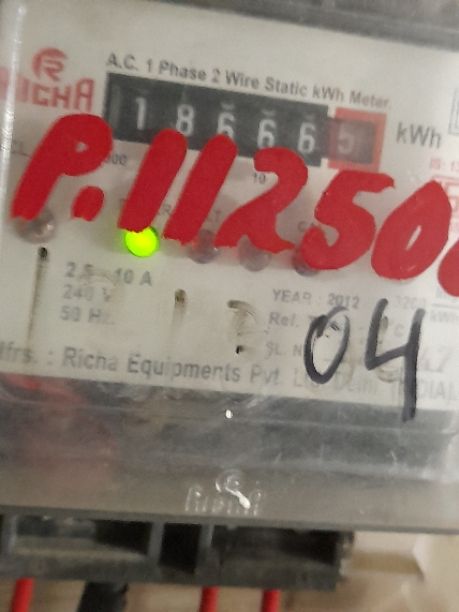 RICHA
A.C. 1 Phase 2 Wire Static kWh Meter
186665 kWh
P.11250
2.5 - 10 A
240 V
50 Hz
YEAR : 2012 3200
04
Mfrs. : Richa Equipments Pvt.
RICHA